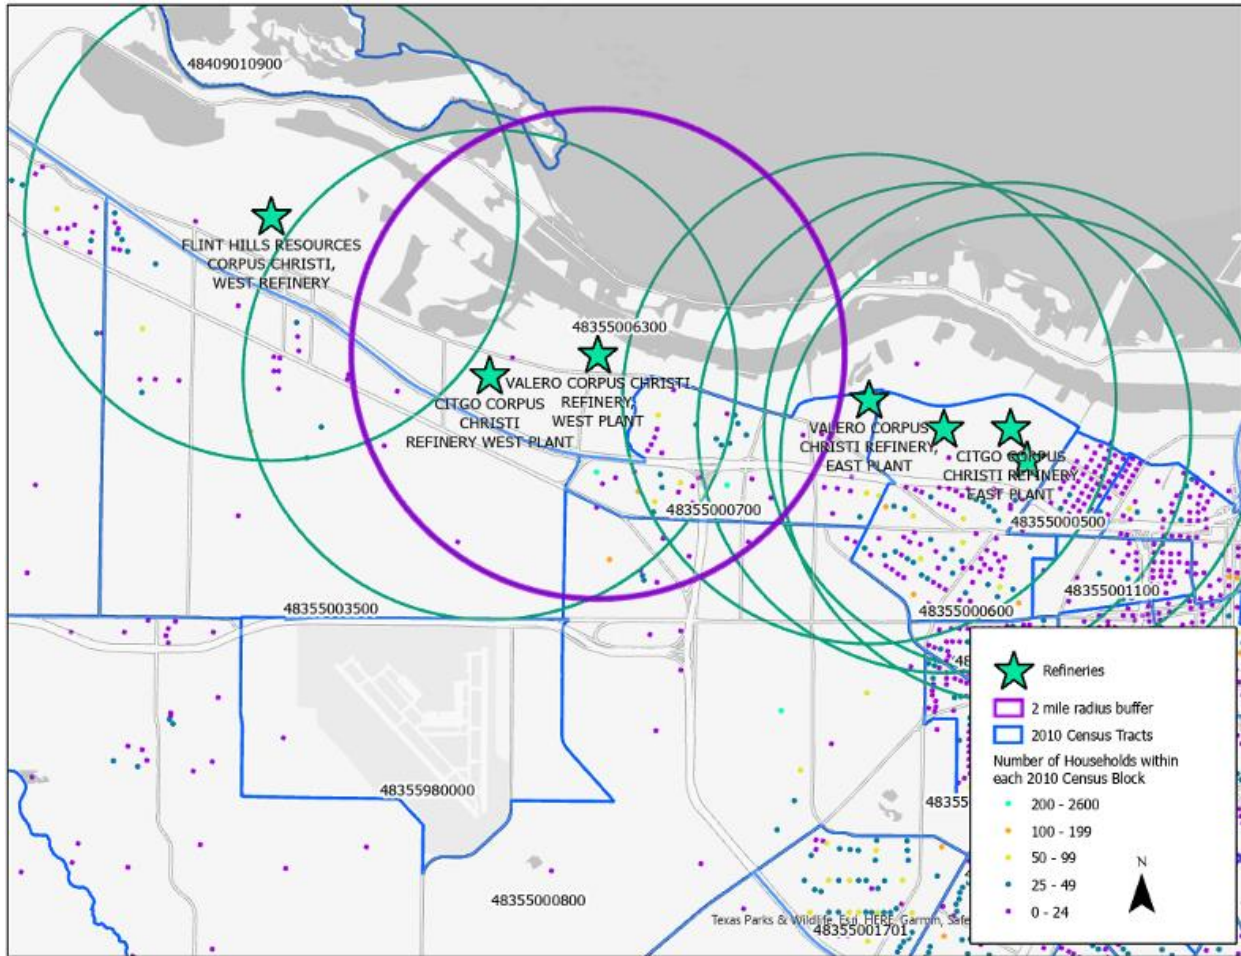 48409010900
FLINT HILLS RESOURCES
CORPUS CHRISTI,
WEST REFINERY
48355006300
VALERO CORPUS CHRISTI
REFINERY,
WEST PLANT
CITGO CORPUS
CHRISTI
REFINERY WEST PLANT
VALERO CORPUS
CHRISTI REFINERY,
EAST PLANT
CITGO CORPUS
CHRISTI REFINERY
EAST PLANT
48355000700
48355000500
48355001100
48355003500
48355000600
48355980000
48355
48355000800
48355001701
Texas Parks & Wildlife, Esri, HERE, Garmin, Safe
Refineries
2 mile radius buffer
2010 Census Tracts
Number of Households within
each 2010 Census Block
200 - 2600
100 - 199
50 - 99
25 - 49
0 - 24
N